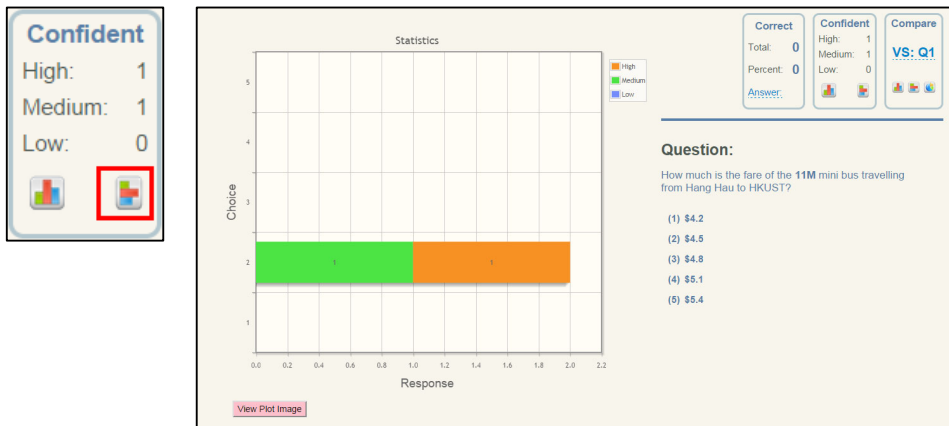 Confident
High: 1
Medium: 1
Low: 0
Statistics
Choice
5
4
3
2
1
1 1
0.0 0.2 0.4 0.6 0.8 1.0 1.2 1.4 1.6 1.8 2.0 2.2
Response
High
Medium
Low
View Plot Image
Correct
Total: 0
Percent: 0
Answer:
Confident
High: 1
Medium: 1
Low: 0
Compare
VS: Q1
Question:
How much is the fare of the 11M mini bus travelling
from Hang Hau to HKUST?
(1) $4.2
(2) $4.5
(3) $4.8
(4) $5.1
(5) $5.4